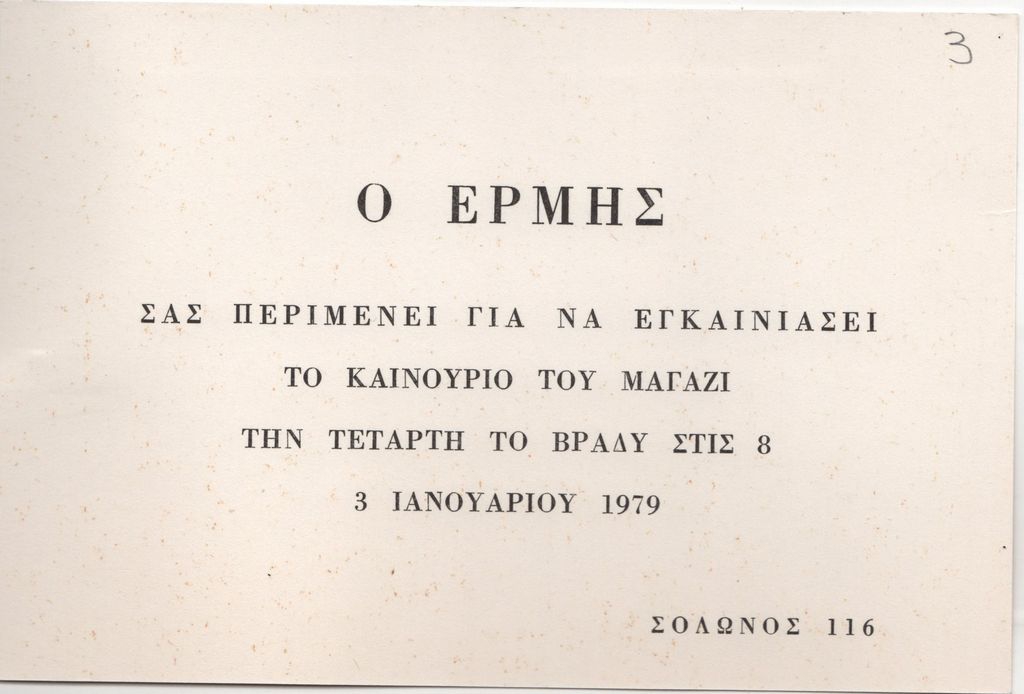 3
Ο ΕΡΜΗΣ
ΣΑΣ ΠΕΡΙΜΕΝΕΙ ΓΙΑ ΝΑ ΕΓΚΑΙΝΙΑΣΕΙ
ΤΟ ΚΑΙΝΟΥΡΙΟ ΤΟΥ ΜΑΓΑΖΙ
ΤΗΝ ΤΕΤΑΡΤΗ ΤΟ ΒΡΑΔΥ ΣΤΙΣ 8
3 ΙΑΝΟΥΑΡΙΟΥ 1979
ΣΟΛΩΝΟΣ 116